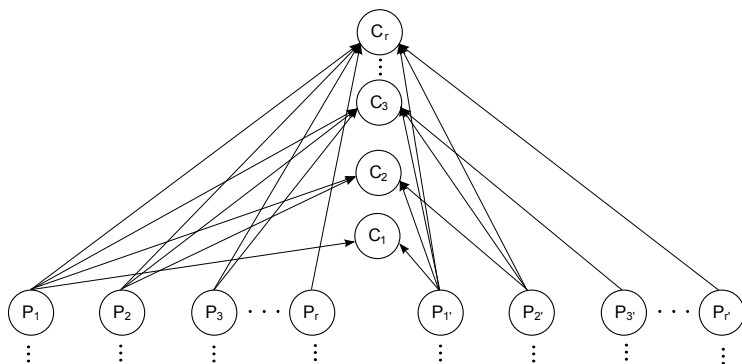 Cᵣ
C₃
C₂
C₁
P₁ P₂ P₃ ··· Pᵣ P₁' P₂' P₃' ··· Pᵣ'